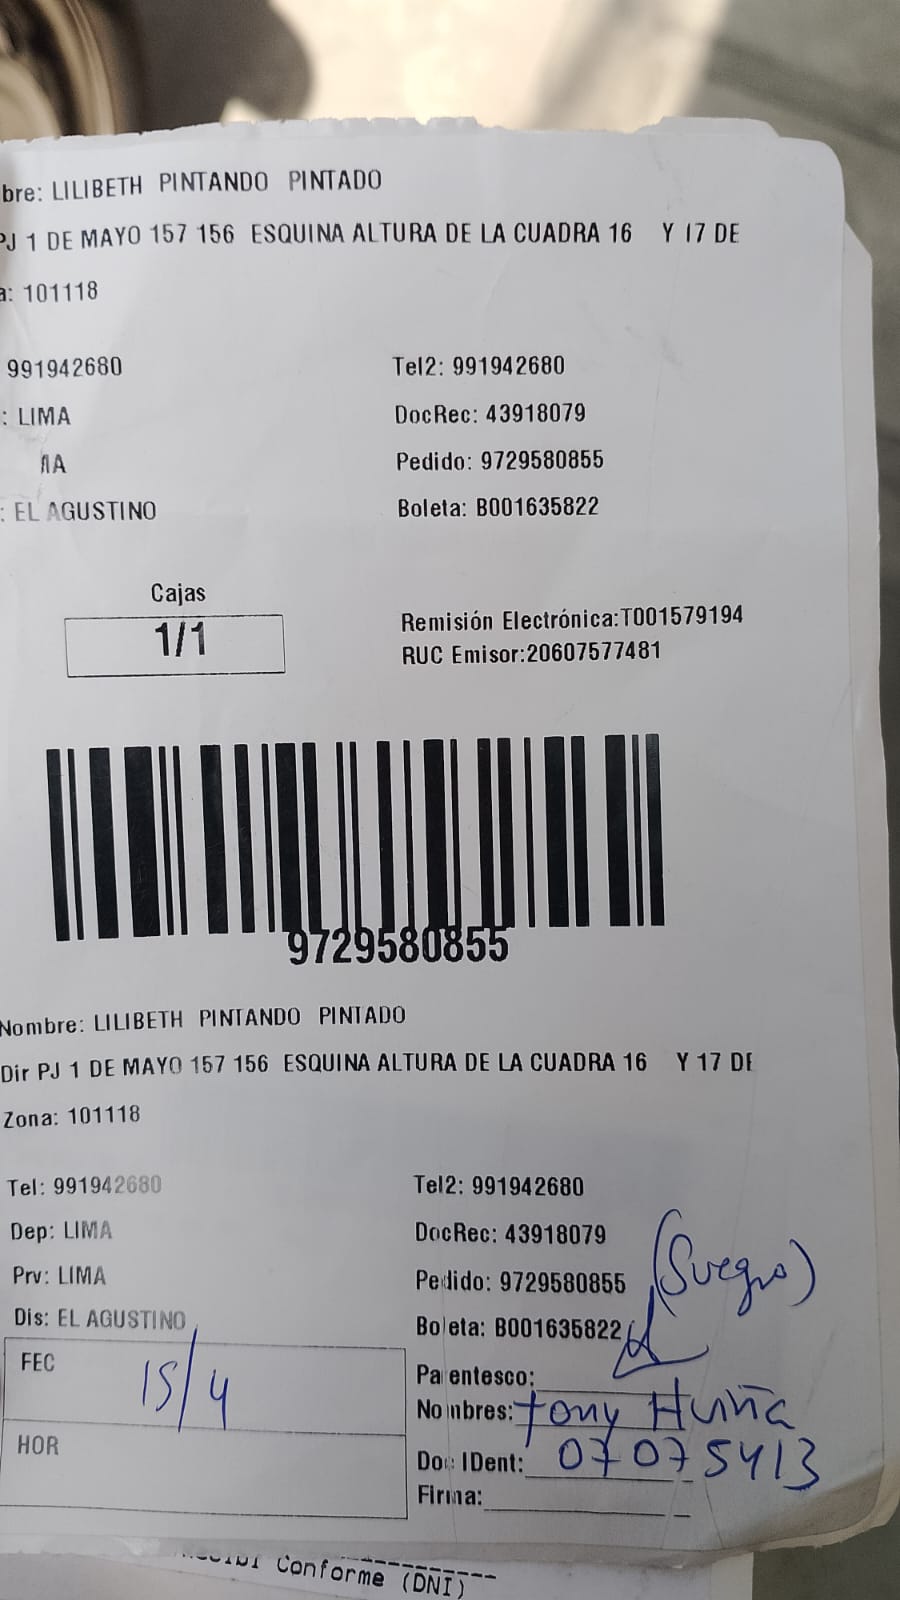 bre: LILIBETH PINTANDO PINTADO
PJ 1 DE MAYO 157 156 ESQUINA ALTURA DE LA CUADRA 16 Y 17 DE
a: 101118
991942680 Tel2: 991942680
: LIMA DocRec: 43918079
MA Pedido: 9729580855
: EL AGUSTINO Boleta: B001635822
Cajas
1/1
Remisión Electrónica:T001579194
RUC Emisor:20607577481
9729580855
Nombre: LILIBETH PINTANDO PINTADO
Dir PJ 1 DE MAYO 157 156 ESQUINA ALTURA DE LA CUADRA 16 Y 17 DE
Zona: 101118
Tel: 991942680 Tel2: 991942680
Dep: LIMA DocRec: 43918079
Prv: LIMA Pedido: 9729580855 (Suegro)
Dis: EL AGUSTINO Boleta: B001635822
FEC 15/4 Parentesco:
Nombres: Tony
HOR Doc IDent: 07075413
Firma:
Conforme (DNI)